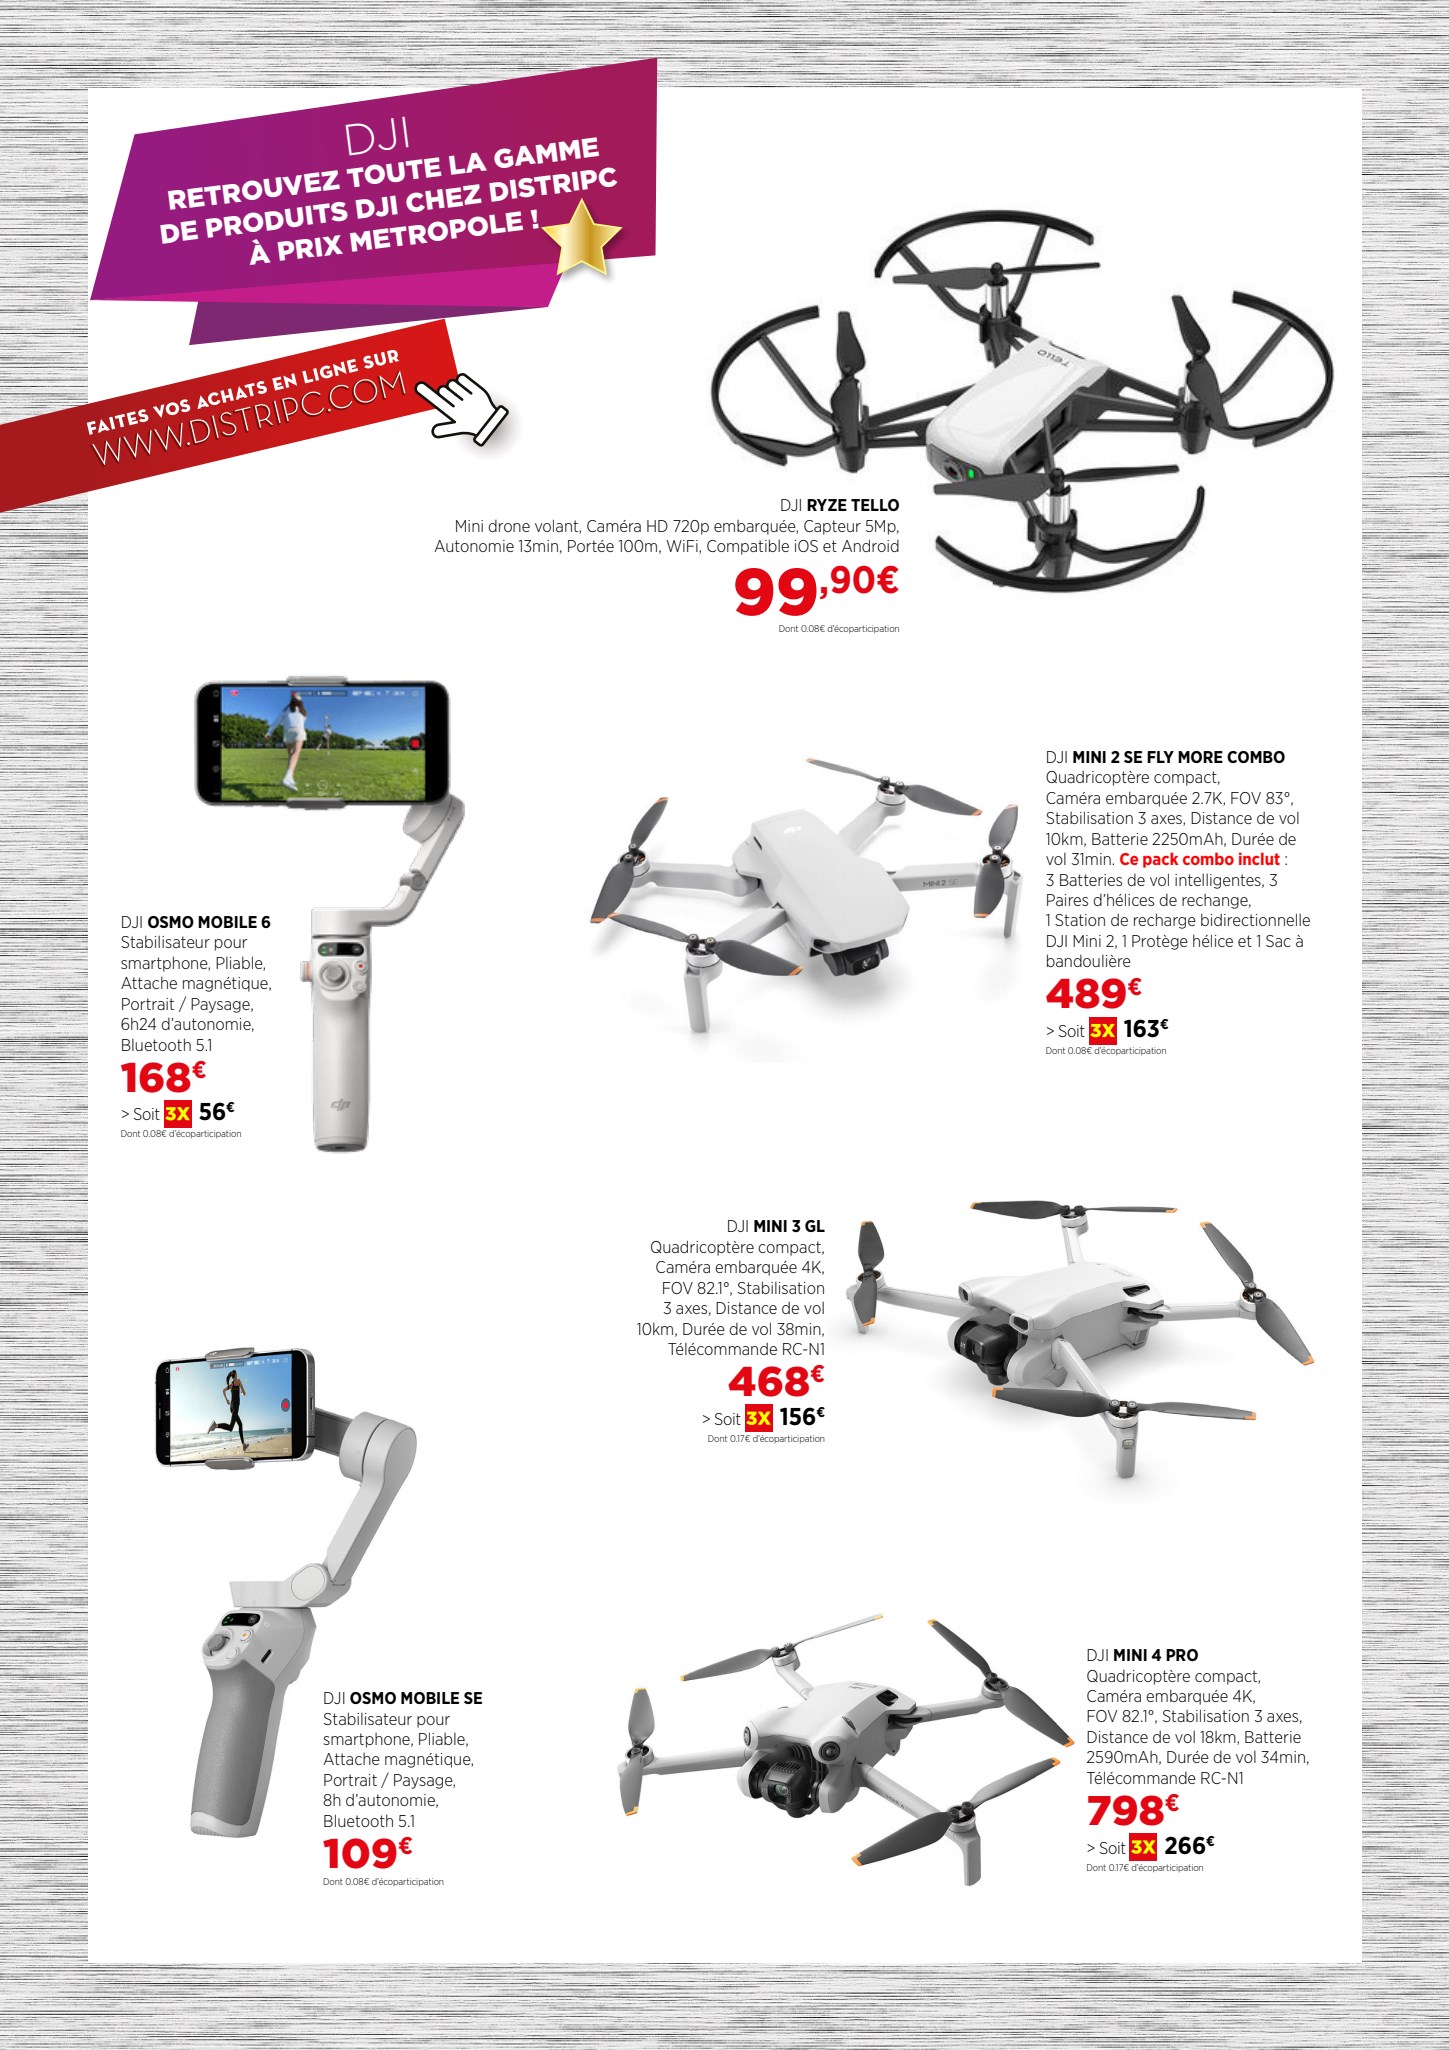 DJI
RETROUVEZ TOUTE LA GAMME
DE PRODUITS DJI CHEZ DISTRIPC
À PRIX METROPOLE !
FAITES VOS ACHATS EN LIGNE SUR
WWW.DISTRIPC.COM
TELLO
DJI RYZE TELLO
Mini drone volant, Caméra HD 720p embarquée, Capteur 5Mp,
Autonomie 13min, Portée 100m, WiFi, Compatible iOS et Android
99,90€
Dont 0.08€ d'écoparticipation
DJI OSMO MOBILE 6
Stabilisateur pour
smartphone, Pliable,
Attache magnétique,
Portrait / Paysage,
6h24 d'autonomie,
Bluetooth 5.1
168€
> Soit 3X 56€
Dont 0.08€ d'écoparticipation
dji
MINI 2 SE
DJI MINI 2 SE FLY MORE COMBO
Quadricoptère compact,
Caméra embarquée 2.7K, FOV 83°,
Stabilisation 3 axes, Distance de vol
10km, Batterie 2250mAh, Durée de
vol 31min. Ce pack combo inclut :
3 Batteries de vol intelligentes, 3
Paires d'hélices de rechange,
1 Station de recharge bidirectionnelle
DJI Mini 2, 1 Protège hélice et 1 Sac à
bandoulière
489€
> Soit 3X 163€
Dont 0.08€ d'écoparticipation
DJI MINI 3 GL
Quadricoptère compact,
Caméra embarquée 4K,
FOV 82.1°, Stabilisation
3 axes, Distance de vol
10km, Durée de vol 38min,
Télécommande RC-N1
468€
> Soit 3X 156€
Dont 0.17€ d'écoparticipation
DJI OSMO MOBILE SE
Stabilisateur pour
smartphone, Pliable,
Attache magnétique,
Portrait / Paysage,
8h d'autonomie,
Bluetooth 5.1
109€
Dont 0.08€ d'écoparticipation
DJI MINI 4 PRO
Quadricoptère compact,
Caméra embarquée 4K,
FOV 82.1°, Stabilisation 3 axes,
Distance de vol 18km, Batterie
2590mAh, Durée de vol 34min,
Télécommande RC-N1
798€
> Soit 3X 266€
Dont 0.17€ d'écoparticipation